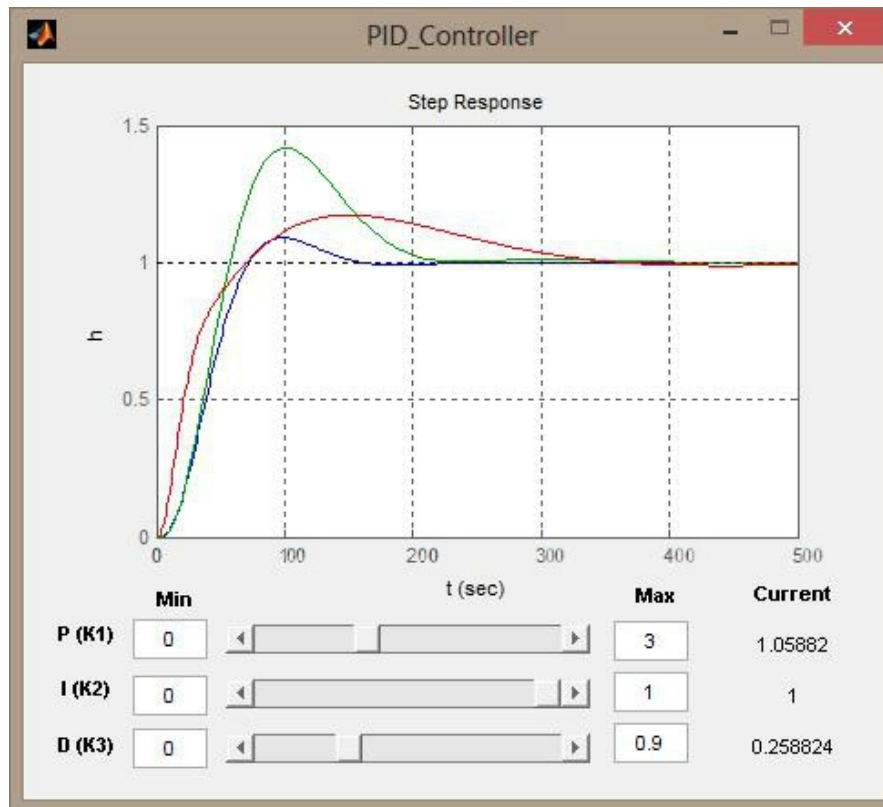 PID_Controller
Step Response
1.5
1
0.5
0
h
0 100 200 300 400 500
t (sec)
Min Max Current
P (K1) 0 3 1.05882
I (K2) 0 1 1
D (K3) 0 0.9 0.258824